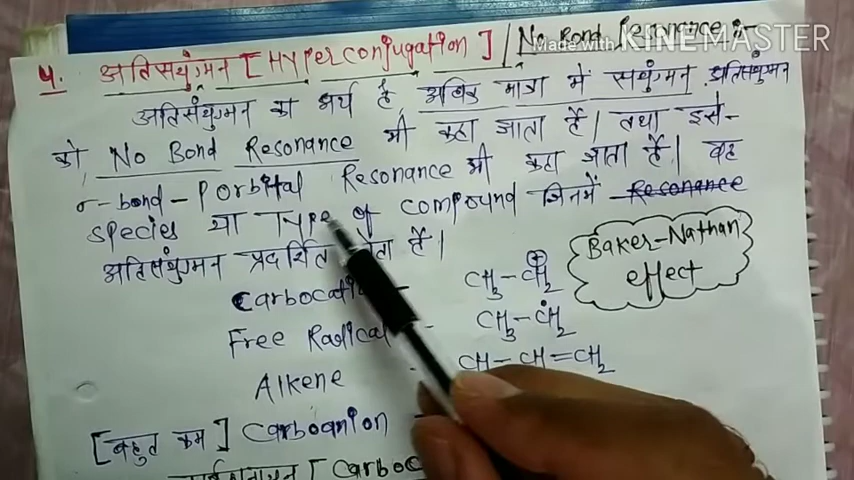 4. अतिसंयुग्मन [Hyperconjugation] / No Bond Resonance :-
Made with KINEMASTER
अतिसंयुग्मन का अर्थ है, अधिक मात्रा में संयुग्मन अतिसंयुग्मन
को No Bond Resonance भी कहा जाता है। तथा इसे-
σ-bond-Porbital Resonance भी कहा जाता है। वह
species या Type of compound जिनमें Resonance
अतिसंयुग्मन प्रदर्शित होता है।
Baker-Nathan
effect
Carbocation - CH3-CH2 +
Free Radical - CH3-ĊH2
Alkene - CH-CH=CH2
[बहुत कम] Carboanion